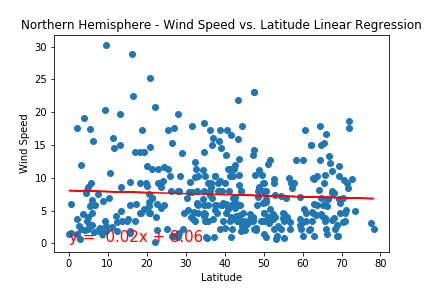 Northern Hemisphere - Wind Speed vs. Latitude Linear Regression
30
25
20
15
10
5
0
Wind Speed
y = -0.02x + 8.06
0 10 20 30 40 50 60 70 80
Latitude